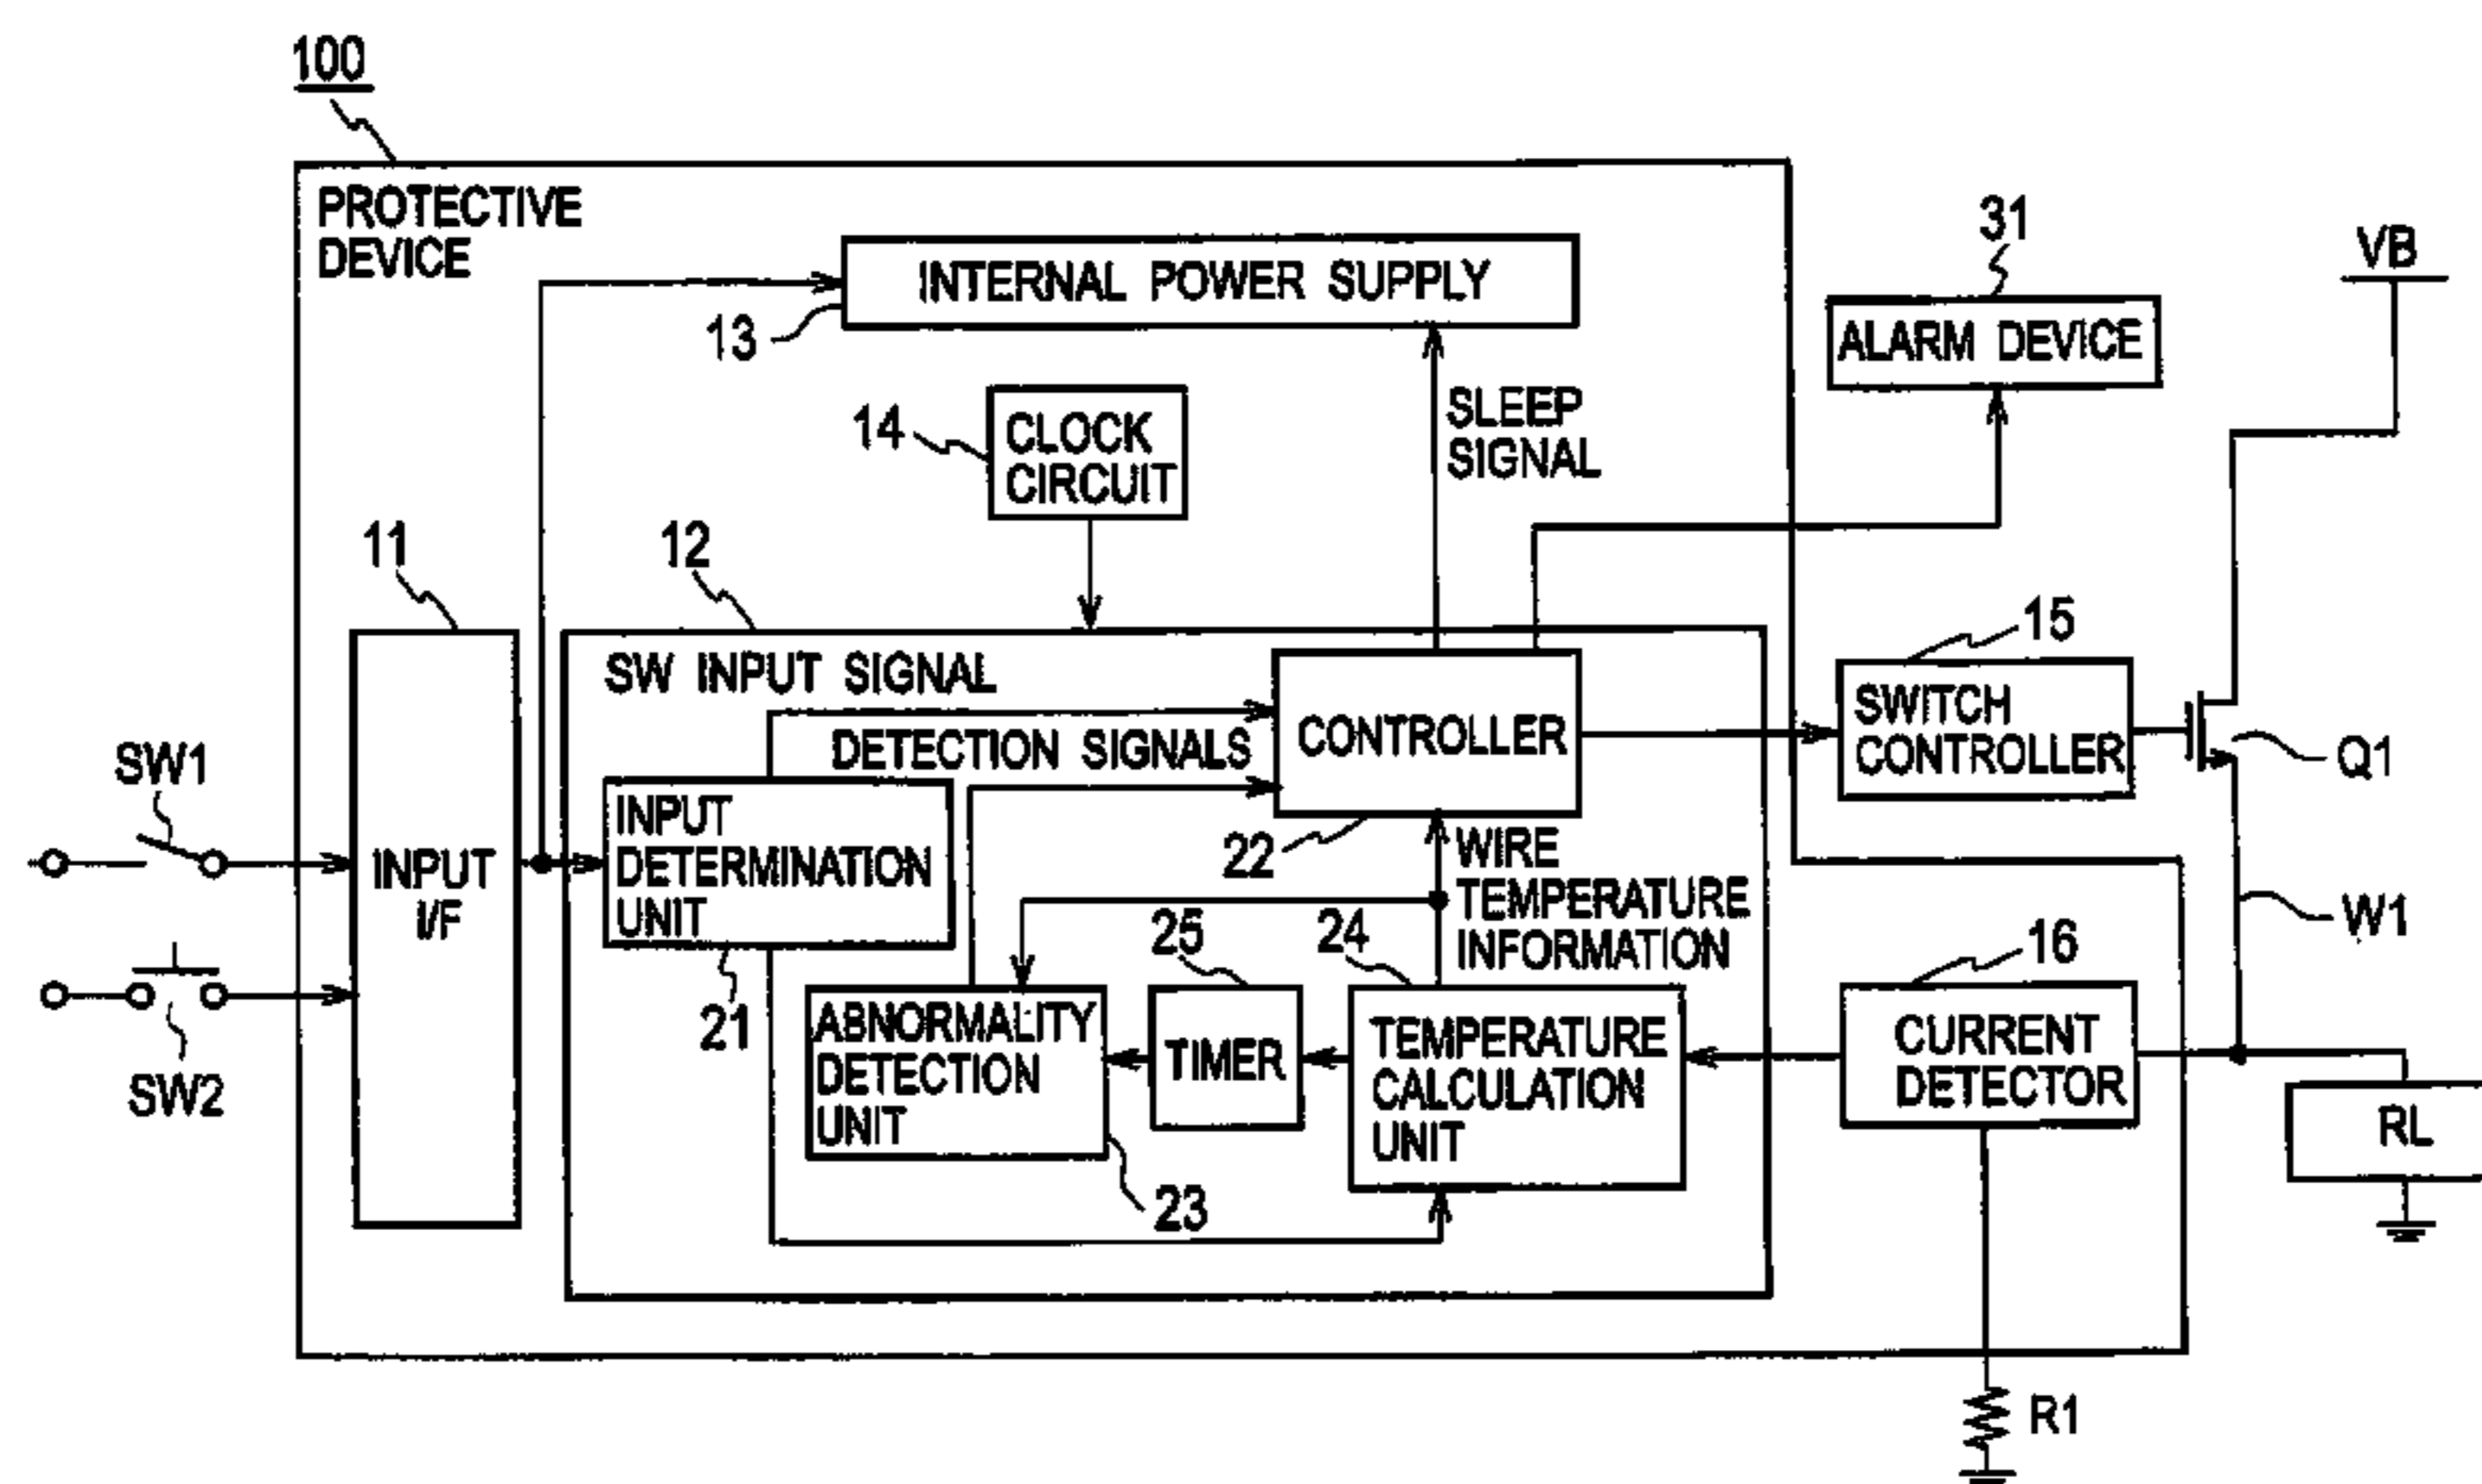 100
PROTECTIVE
DEVICE
INTERNAL POWER SUPPLY
13
31
VB
ALARM DEVICE
14
CLOCK
CIRCUIT
SLEEP
SIGNAL
11
12
15
SW INPUT SIGNAL
DETECTION SIGNALS
CONTROLLER
SWITCH
CONTROLLER
Q1
SW1
INPUT
I/F
INPUT
DETERMINATION
UNIT
22
WIRE
TEMPERATURE
INFORMATION
W1
25
24
16
21
SW2
ABNORMALITY
DETECTION
UNIT
TIMER
TEMPERATURE
CALCULATION
UNIT
CURRENT
DETECTOR
RL
23
R1